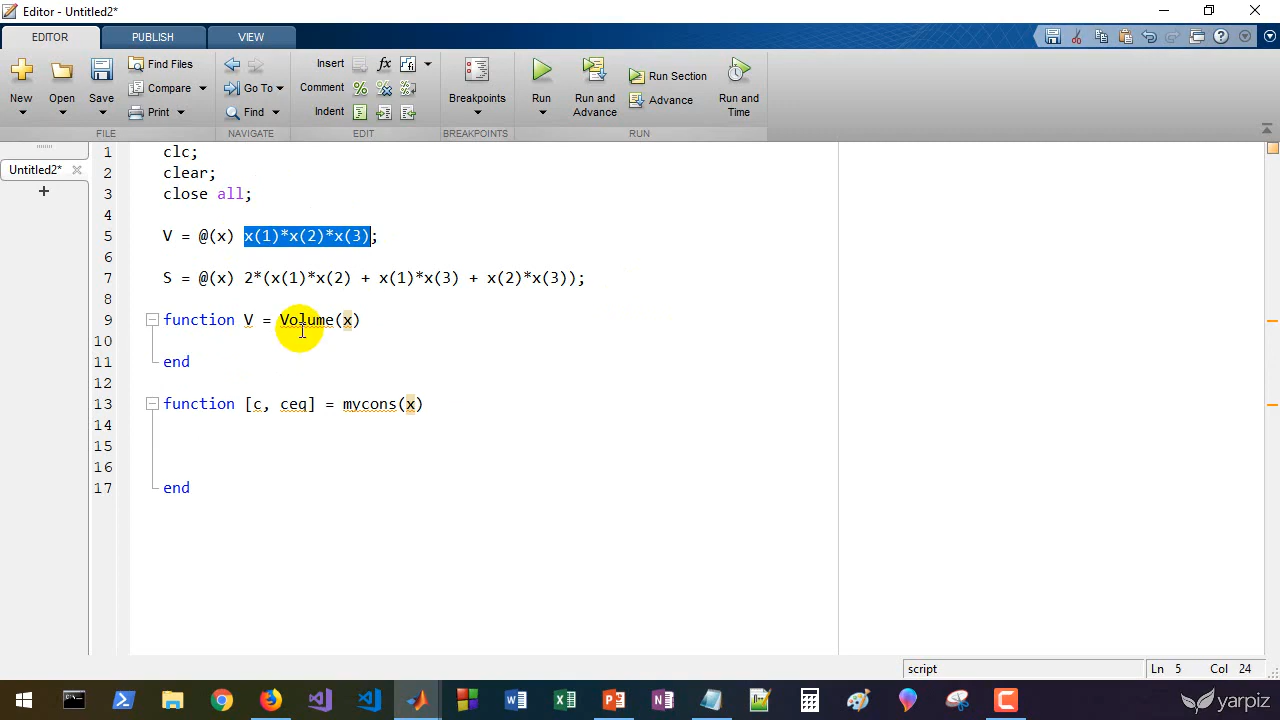 Editor - Untitled2*
EDITOR
PUBLISH
VIEW
New
Open
Save
Find Files
Compare
Print
Go To
Find
Insert
Comment
Indent
Breakpoints
Run
Run and Advance
Run Section
Advance
Run and Time
FILE
NAVIGATE
EDIT
BREAKPOINTS
RUN
Untitled2*
1 clc;
2 clear;
3 close all;
4
5 V = @(x) x(1)*x(2)*x(3);
6
7 S = @(x) 2*(x(1)*x(2) + x(1)*x(3) + x(2)*x(3));
8
9 function V = Volume(x)
10
11 end
12
13 function [c, ceq] = mycons(x)
14
15
16
17 end
script
Ln 5 Col 24
yarpiz